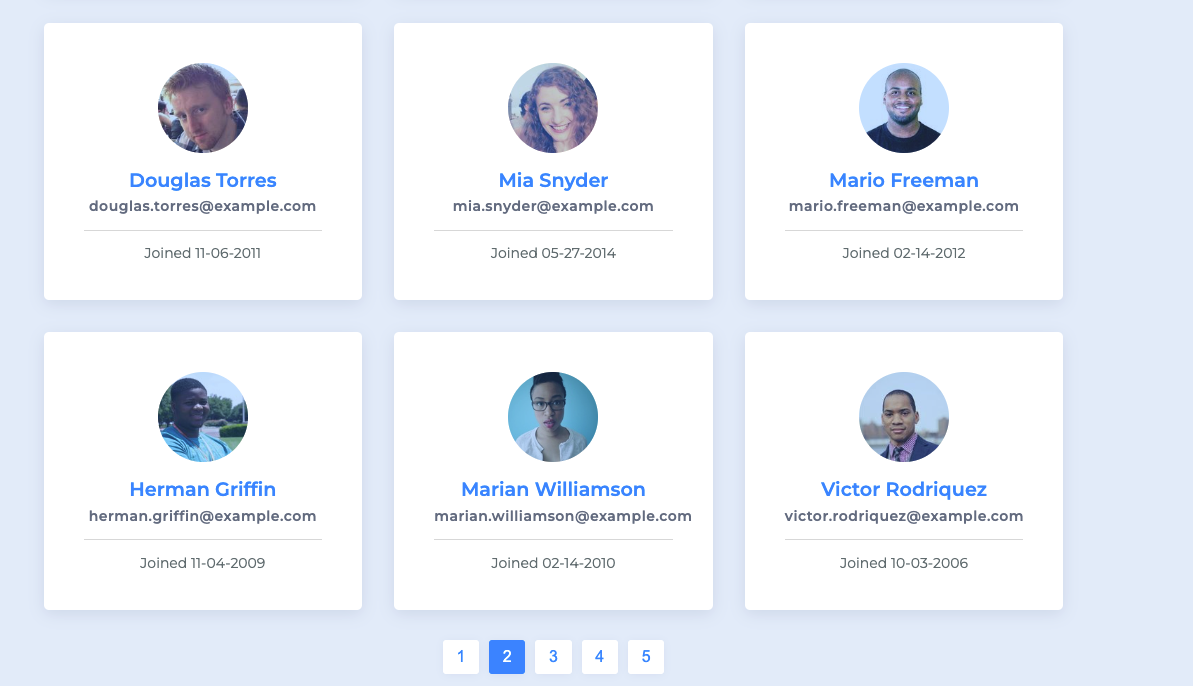 Douglas Torres
douglas.torres@example.com
Joined 11-06-2011
Mia Snyder
mia.snyder@example.com
Joined 05-27-2014
Mario Freeman
mario.freeman@example.com
Joined 02-14-2012
Herman Griffin
herman.griffin@example.com
Joined 11-04-2009
Marian Williamson
marian.williamson@example.com
Joined 02-14-2010
Victor Rodriquez
victor.rodriquez@example.com
Joined 10-03-2006
1 2 3 4 5